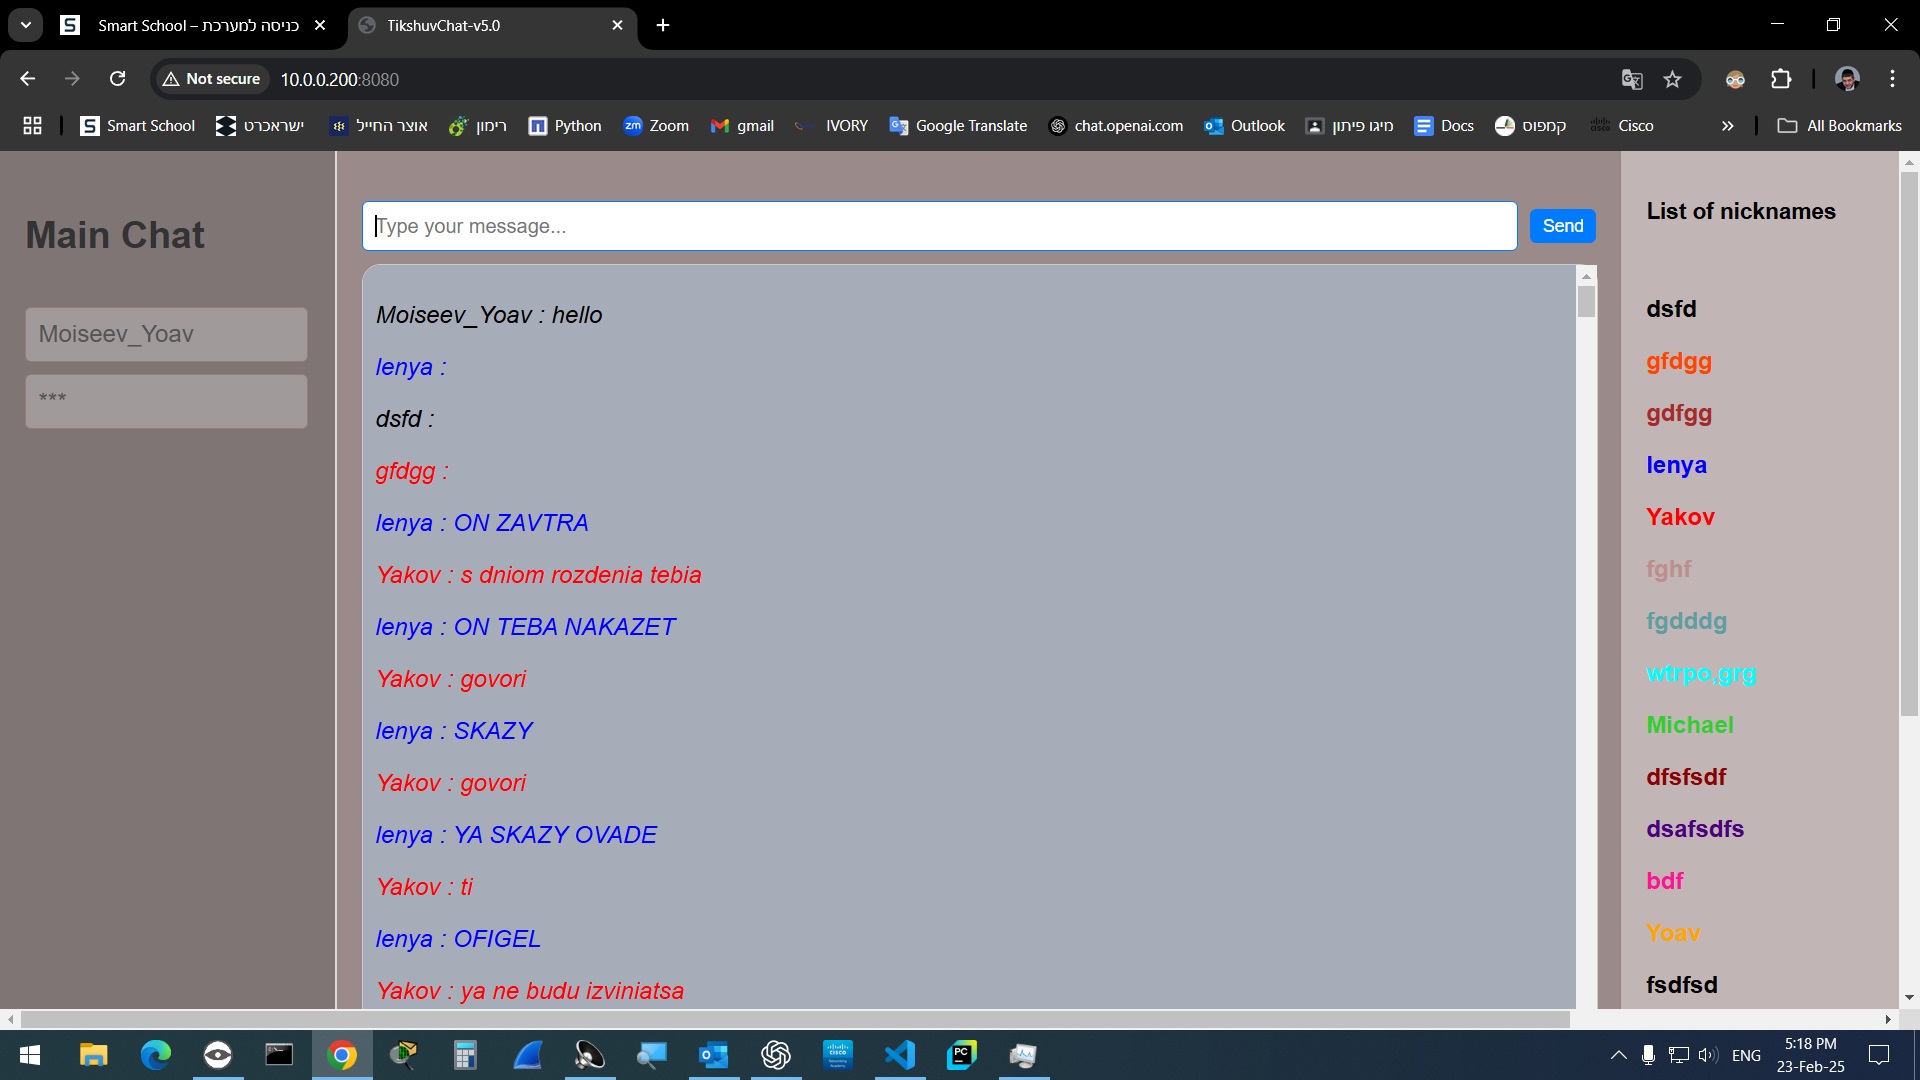 Smart School – כניסה למערכת
TikshuvChat-v5.0
Not secure
10.0.0.200:8080
Smart School
ישראכרט
אוצר החייל
רימון
Python
Zoom
gmail
IVORY
Google Translate
chat.openai.com
Outlook
מיגו פיתון
Docs
קמפוס
Cisco
All Bookmarks
Main Chat
Moiseev_Yoav
***
Type your message...
Send
Moiseev_Yoav : hello
lenya :
dsfd :
gfdgg :
lenya : ON ZAVTRA
Yakov : s dniom rozdenia tebia
lenya : ON TEBA NAKAZET
Yakov : govori
lenya : SKAZY
Yakov : govori
lenya : YA SKAZY OVADE
Yakov : ti
lenya : OFIGEL
Yakov : ya ne budu izviniatsa
List of nicknames
dsfd
gfdgg
gdfgg
lenya
Yakov
fghf
fgdddg
wtrpo,grg
Michael
dfsfsdf
dsafsdfs
bdf
Yoav
fsdfsd
ENG
5:18 PM
23-Feb-25